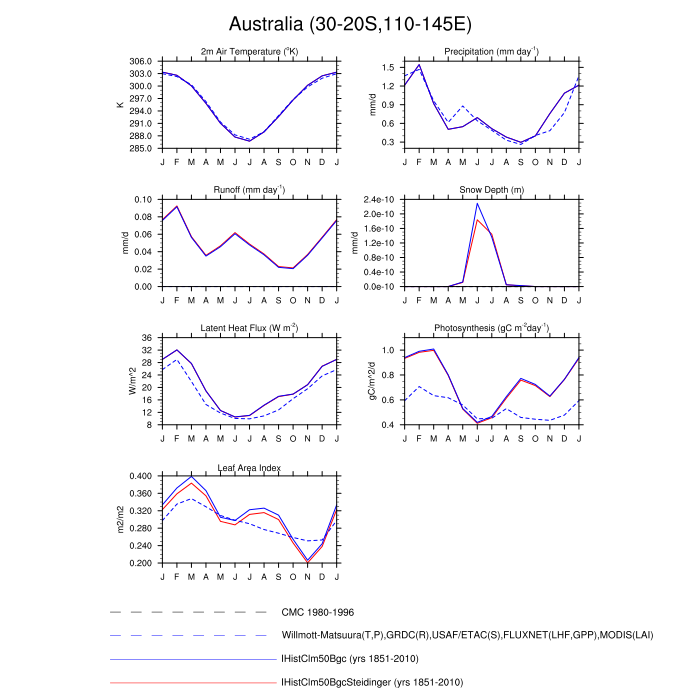 Australia (30-20S,110-145E)
2m Air Temperature (°K)
306.0
303.0
300.0
297.0
294.0
291.0
288.0
285.0
K
J F M A M J J A S O N D J
Precipitation (mm day-1)
1.5
1.2
0.9
0.6
0.3
mm/d
J F M A M J J A S O N D J
Runoff (mm day-1)
0.10
0.08
0.06
0.04
0.02
0.00
mm/d
J F M A M J J A S O N D J
Snow Depth (m)
2.4e-10
2.0e-10
1.6e-10
1.2e-10
0.8e-10
0.4e-10
0.0e-10
mm/d
J F M A M J J A S O N D J
Latent Heat Flux (W m-2)
36
32
28
24
20
16
12
8
W/m^2
J F M A M J J A S O N D J
Photosynthesis (gC m-2day-1)
1.0
0.8
0.6
0.4
gC/m^2/d
J F M A M J J A S O N D J
Leaf Area Index
0.400
0.360
0.320
0.280
0.240
0.200
m2/m2
J F M A M J J A S O N D J
CMC 1980-1996
Willmott-Matsuura(T,P),GRDC(R),USAF/ETAC(S),FLUXNET(LHF,GPP),MODIS(LAI)
IHistClm50Bgc (yrs 1851-2010)
IHistClm50BgcSteidinger (yrs 1851-2010)